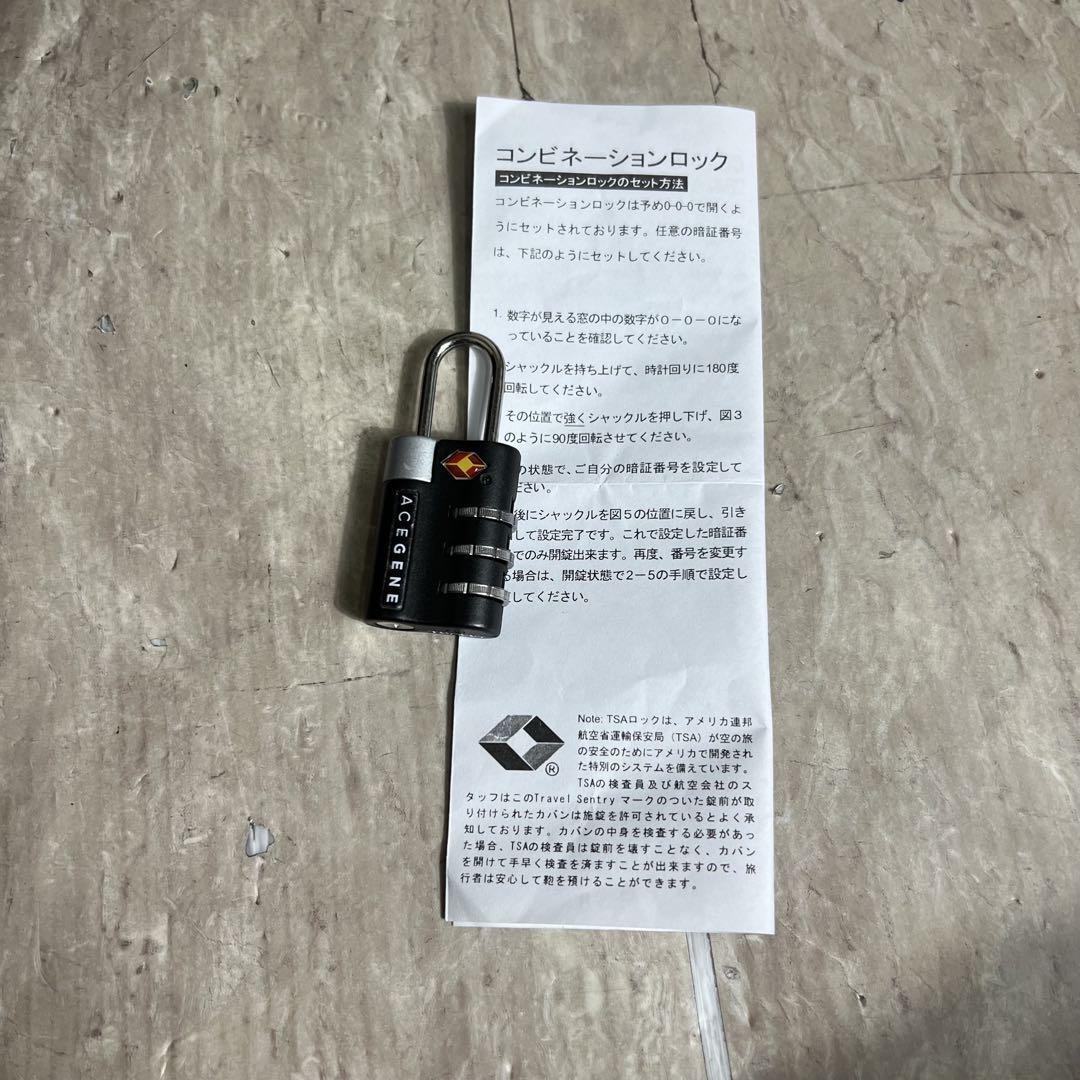 コンビネーションロック
コンビネーションロックのセット方法
コンビネーションロックは予め0-0-0で開くよ
うにセットされております。任意の暗証番号
は、下記のようにセットしてください。
1. 数字が見える窓の中の数字が0-0-0にな
っていることを確認してください。
シャックルを持ち上げて、時計回りに180度
回転してください。
その位置で強くシャックルを押し下げ、図3
のように90度回転させてください。
の状態で、ご自分の暗証番号を設定して
ださい。
後にシャックルを図5の位置に戻し、引き
して設定完了です。これで設定した暗証番
でのみ開錠出来ます。再度、番号を変更す
る場合は、開錠状態で2-5の手順で設定し
してください。
ACEGENE
®
Note: TSAロックは、アメリカ連邦
航空省運輸保安局(TSA)が空の旅
の安全のためにアメリカで開発され
た特別のシステムを備えています。
TSAの検査員及び航空会社のス
タッフはこのTravel Sentry マークのついた錠前が取
り付けられたカバンは施錠を許可されているとよく承
知しております。カバンの中身を検査する必要があっ
た場合、TSAの検査員は錠前を壊すことなく、カバン
を開けて手早く検査を済ますことが出来ますので、旅
行者は安心して鞄を預けることができます。
®